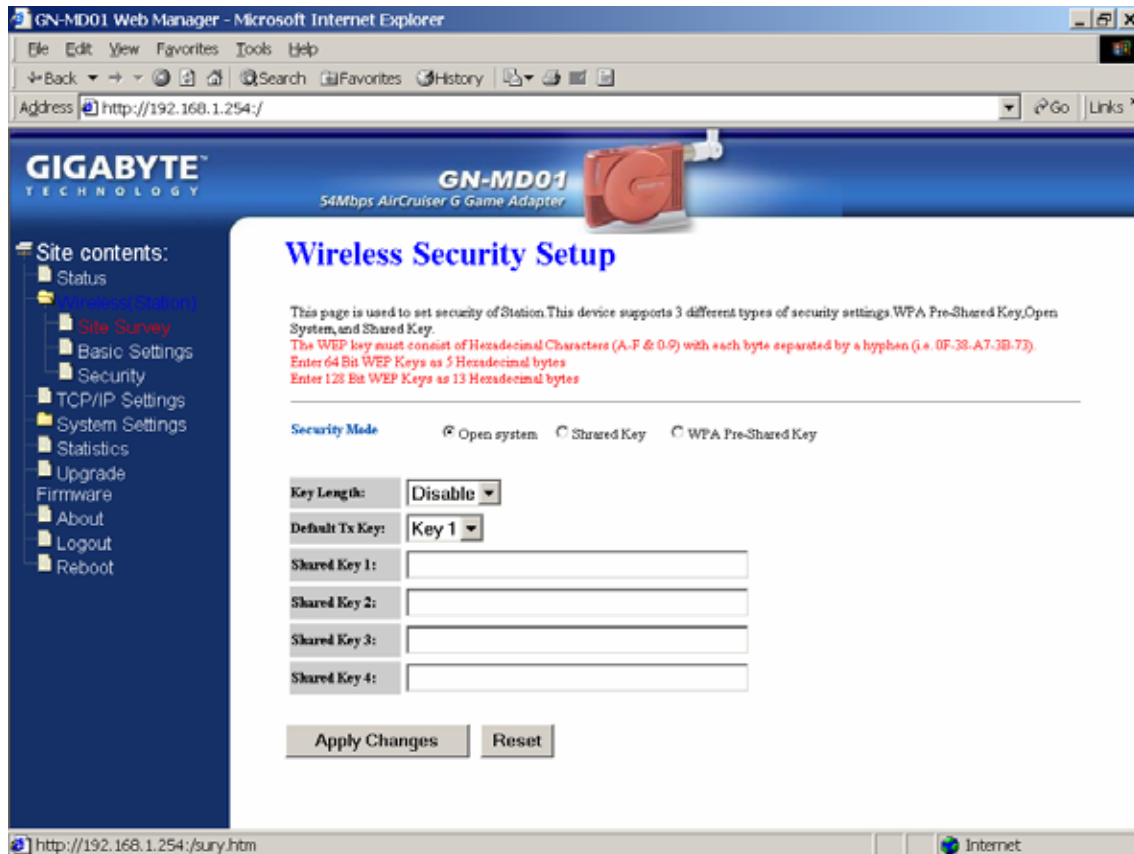 GN-MD01 Web Manager - Microsoft Internet Explorer
File Edit View Favorites Tools Help
Back Search Favorites History
Address http://192.168.1.254:/ Go Links
GIGABYTE™
TECHNOLOGY
GN-MD01
54Mbps AirCruiser G Game Adapter
Site contents:
Status
Wireless(Station)
Site Survey
Basic Settings
Security
TCP/IP Settings
System Settings
Statistics
Upgrade
Firmware
About
Logout
Reboot
Wireless Security Setup
This page is used to set security of Station.This device supports 3 different types of security settings.WPA Pre-Shared Key,Open
System,and Shared Key.
The WEP key must consist of Hexadecimal Characters (A-F & 0-9) with each byte separated by a hyphen (i.e. 0F-38-A7-3B-73).
Enter 64 Bit WEP Keys as 5 Hexadecimal bytes
Enter 128 Bit WEP Keys as 13 Hexadecimal bytes
Security Mode Open system Shrared Key WPA Pre-Shared Key
Key Length: Disable
Default Tx Key: Key 1
Shared Key 1:
Shared Key 2:
Shared Key 3:
Shared Key 4:
Apply Changes Reset
http://192.168.1.254:/sury.htm Internet